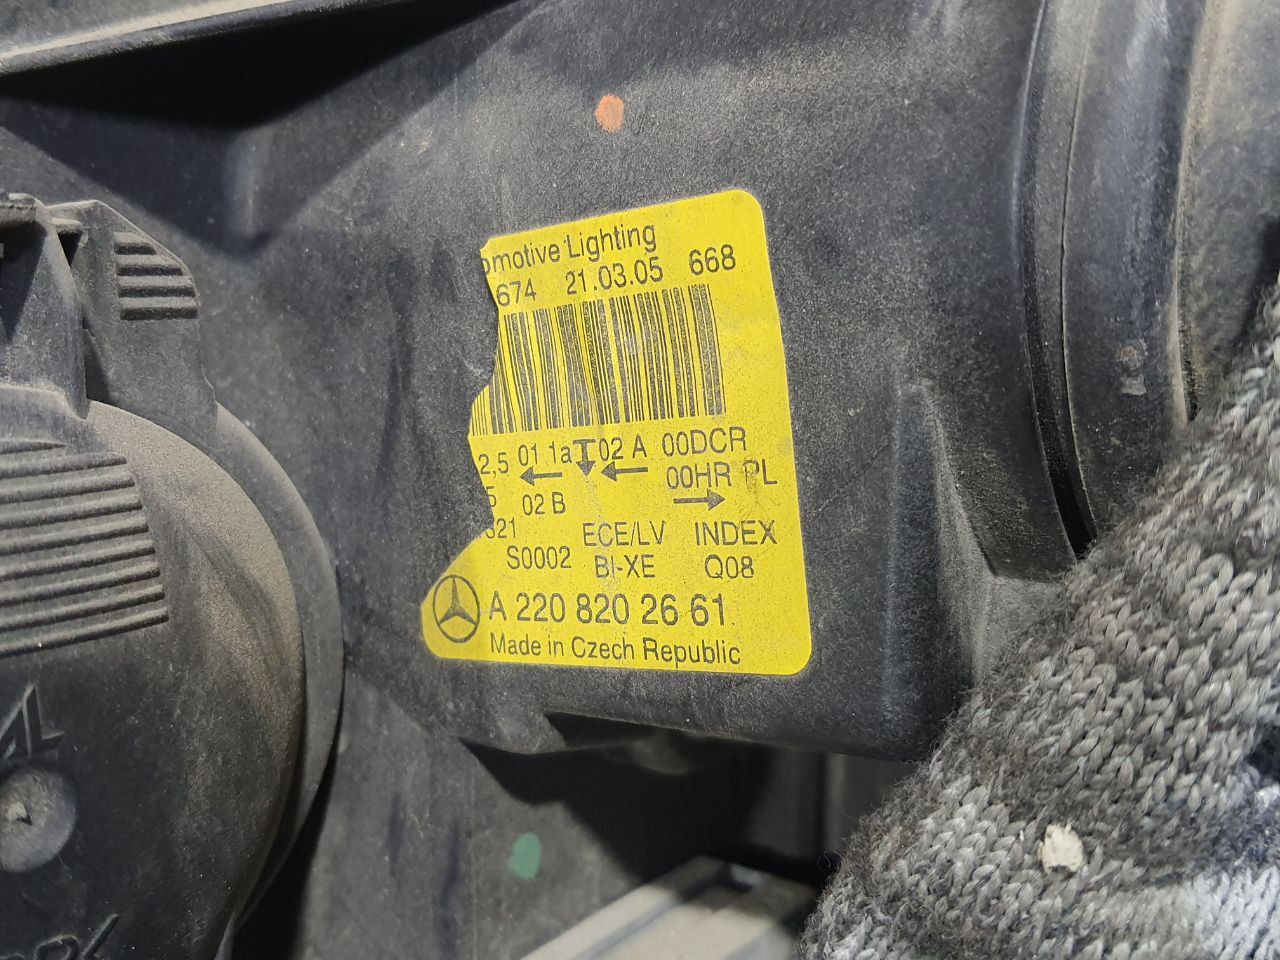 omotive Lighting
674 21.03.05 668
2,5 01 1a 02 A 00DCR
00HR PL
5 02 B
321 ECE/LV INDEX
S0002 BI-XE Q08
A 220 820 26 61
Made in Czech Republic
AL